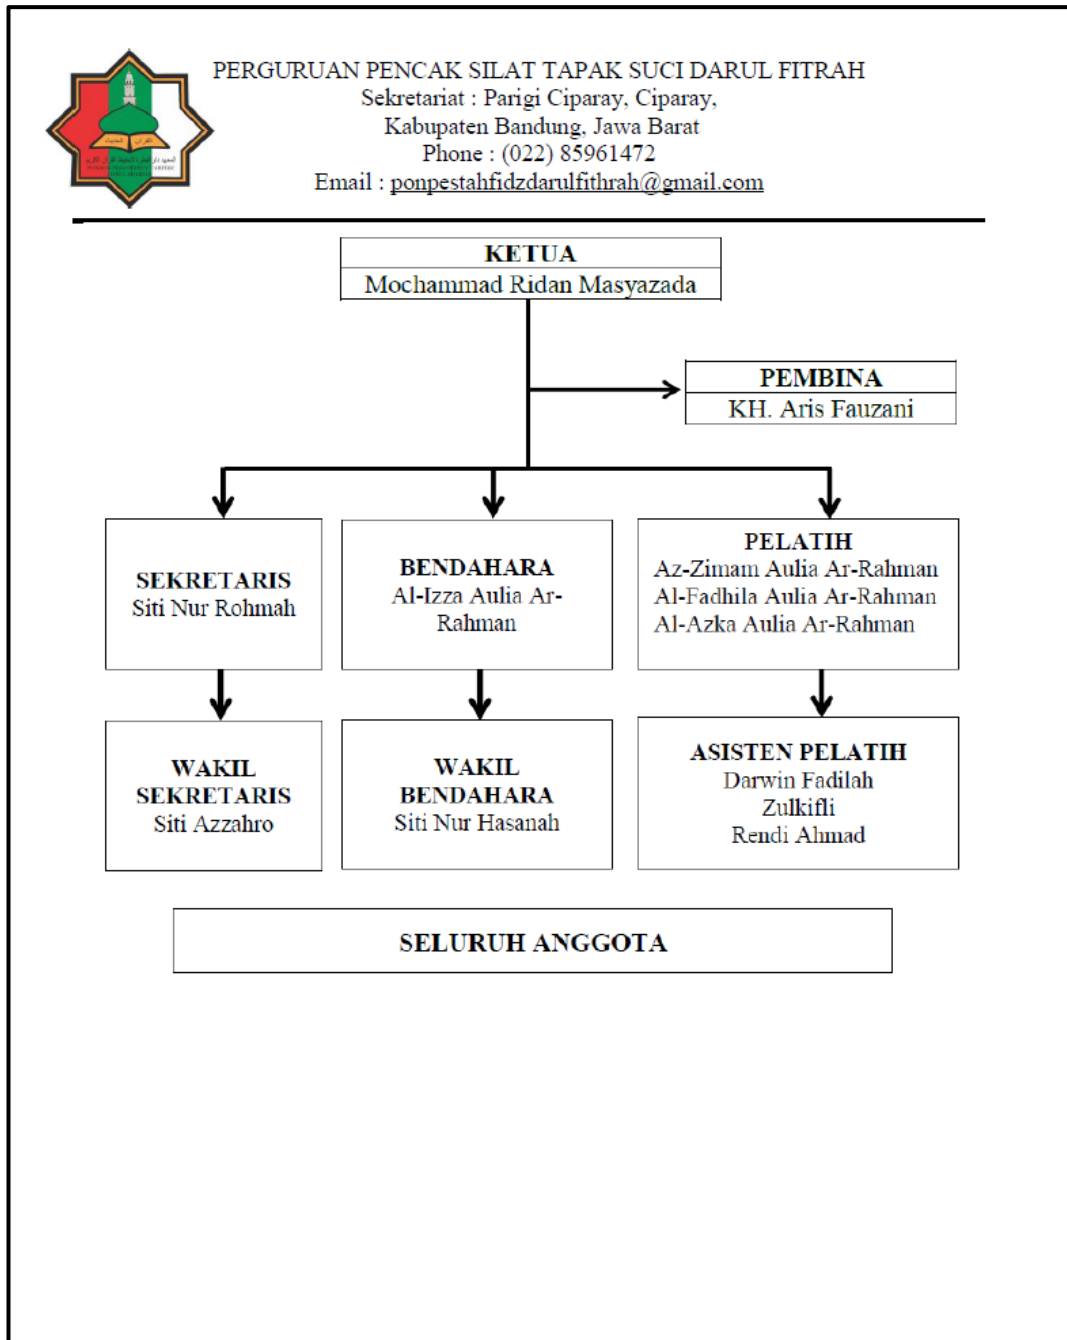 PERGURUAN PENCAK SILAT TAPAK SUCI DARUL FITRAH
Sekretariat : Parigi Ciparay, Ciparay,
Kabupaten Bandung, Jawa Barat
Phone : (022) 85961472
Email : ponpestahfidzdarulfithrah@gmail.com
KETUA
Mochammad Ridan Masyazada
PEMBINA
KH. Aris Fauzani
SEKRETARIS
Siti Nur Rohmah
BENDAHARA
Al-Izza Aulia Ar-
Rahman
PELATIH
Az-Zimam Aulia Ar-Rahman
Al-Fadhila Aulia Ar-Rahman
Al-Azka Aulia Ar-Rahman
WAKIL
SEKRETARIS
Siti Azzahro
WAKIL
BENDAHARA
Siti Nur Hasanah
ASISTEN PELATIH
Darwin Fadilah
Zulkifli
Rendi Ahmad
SELURUH ANGGOTA